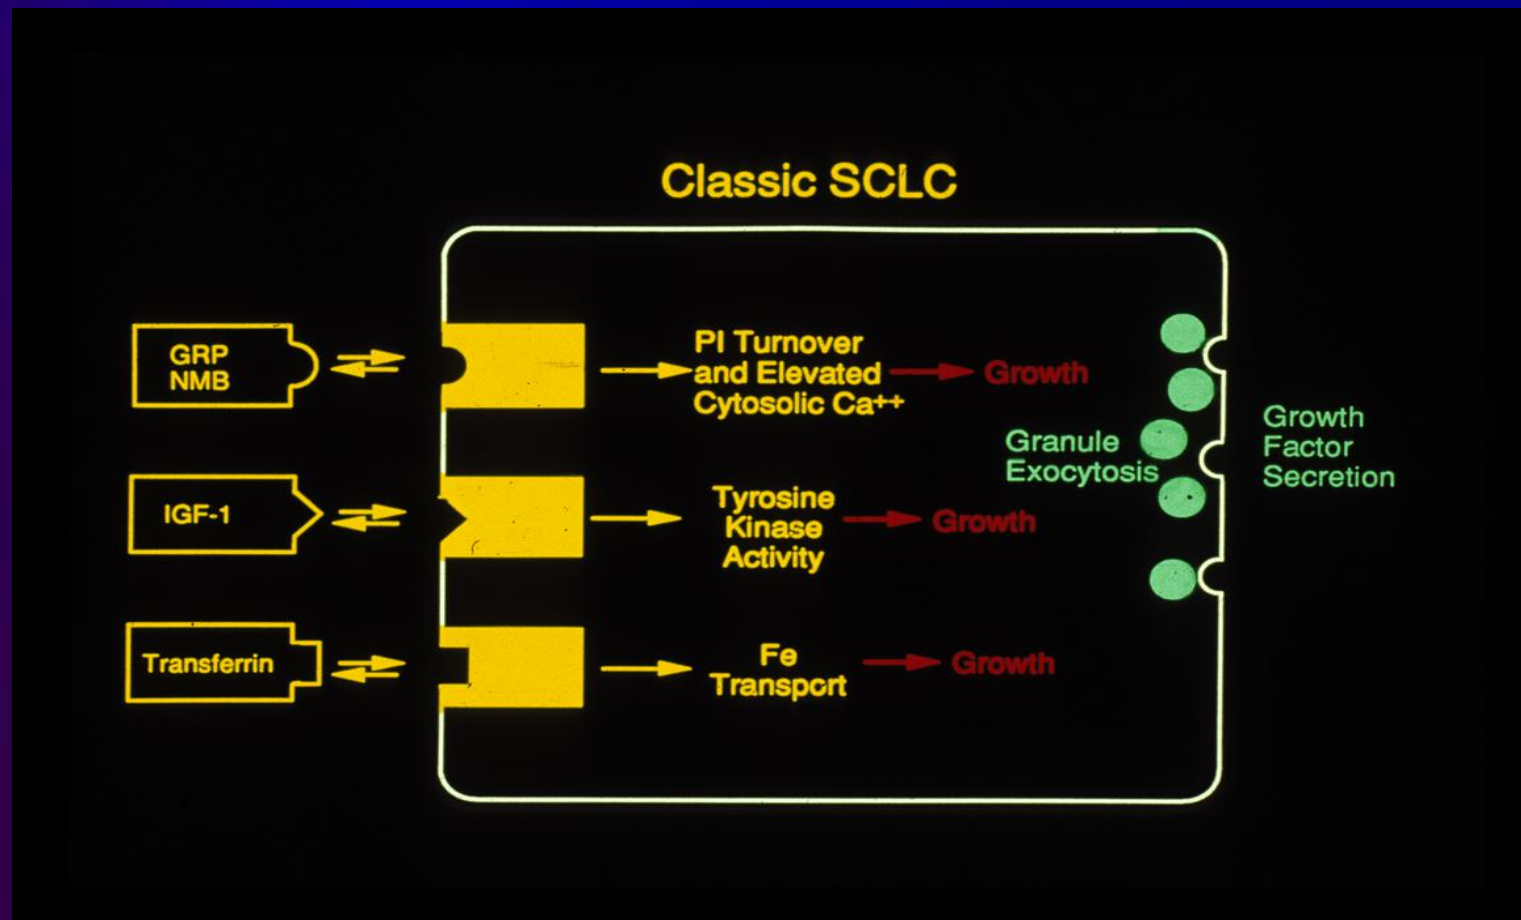 Classic SCLC
GRP
NMB
PI Turnover
and Elevated
Cytosolic Ca++
Growth
Granule
Exocytosis
Growth
Factor
Secretion
IGF-1
Tyrosine
Kinase
Activity
Growth
Transferrin
Fe
Transport
Growth